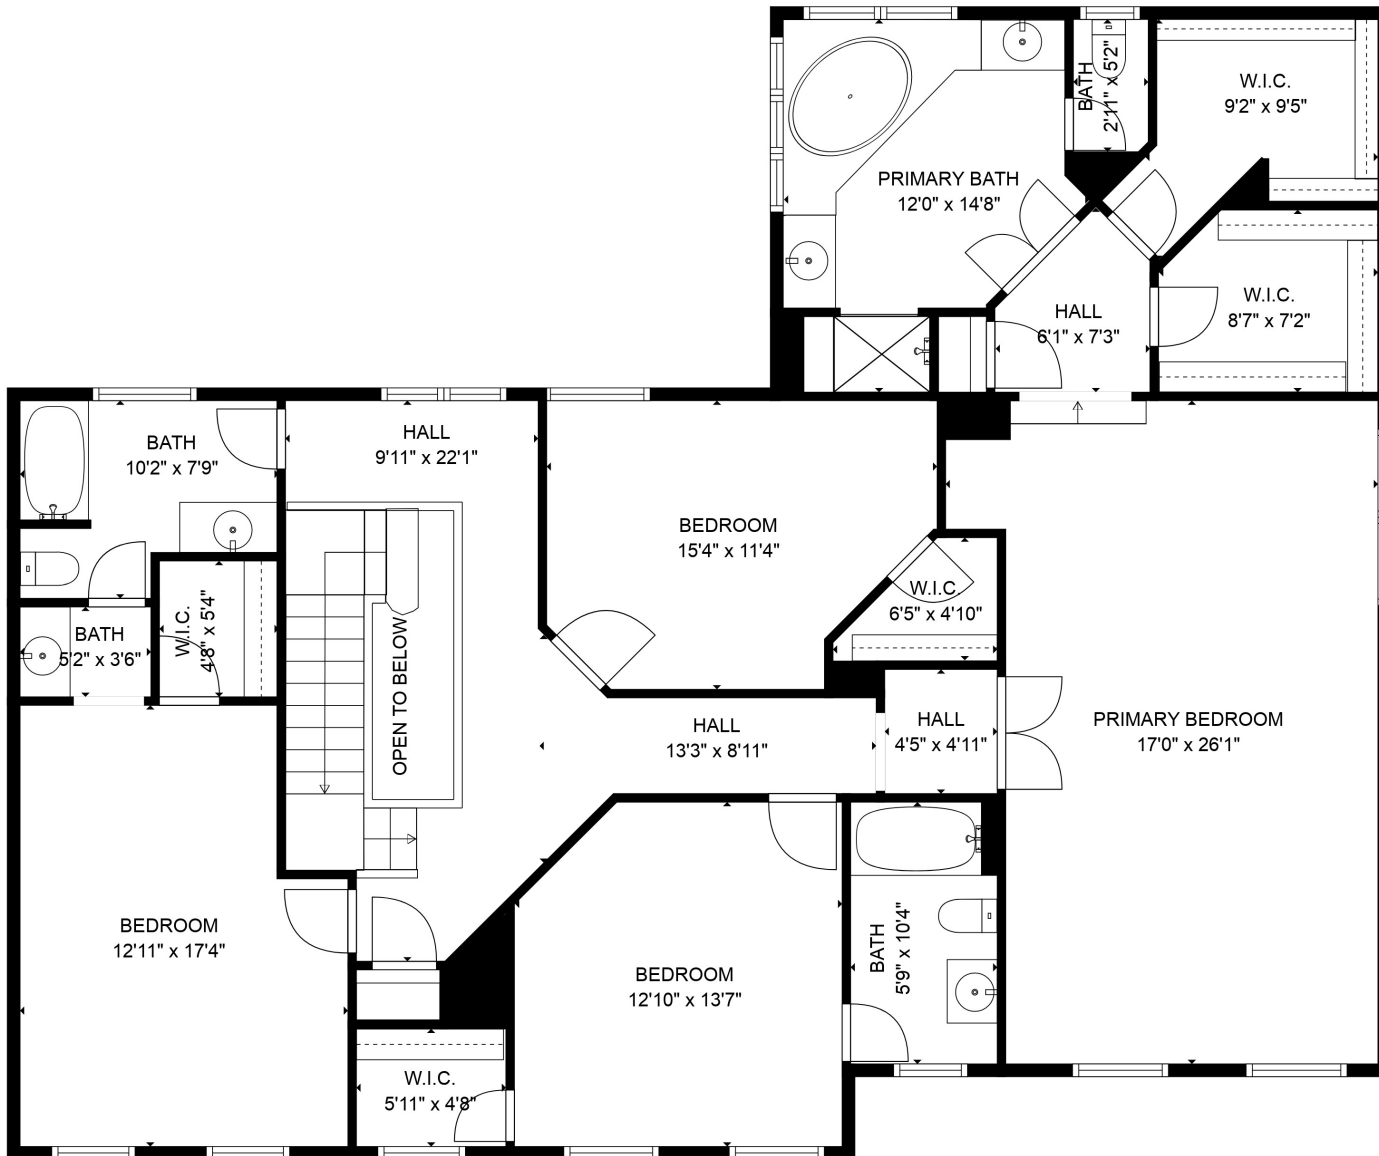 BATH
2'11" x 5'2"
W.I.C.
9'2" x 9'5"
PRIMARY BATH
12'0" x 14'8"
W.I.C.
8'7" x 7'2"
HALL
6'1" x 7'3"
BATH
10'2" x 7'9"
HALL
9'11" x 22'1"
BEDROOM
15'4" x 11'4"
W.I.C.
6'5" x 4'10"
W.I.C.
4'8" x 5'4"
BATH
5'2" x 3'6"
OPEN TO BELOW
HALL
13'3" x 8'11"
HALL
4'5" x 4'11"
PRIMARY BEDROOM
17'0" x 26'1"
BEDROOM
12'11" x 17'4"
BEDROOM
12'10" x 13'7"
BATH
5'9" x 10'4"
W.I.C.
5'11" x 4'8"